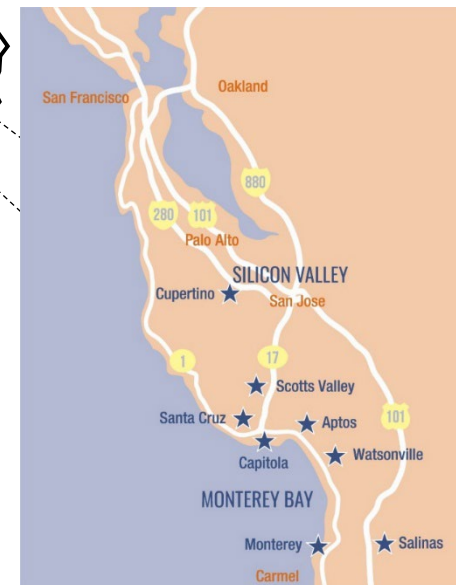 Oakland
San Francisco
880
280
101
Palo Alto
SILICON VALLEY
Cupertino
San Jose
1
17
Scotts Valley
101
Santa Cruz
Aptos
Capitola
Watsonville
MONTEREY BAY
Monterey
Salinas
Carmel